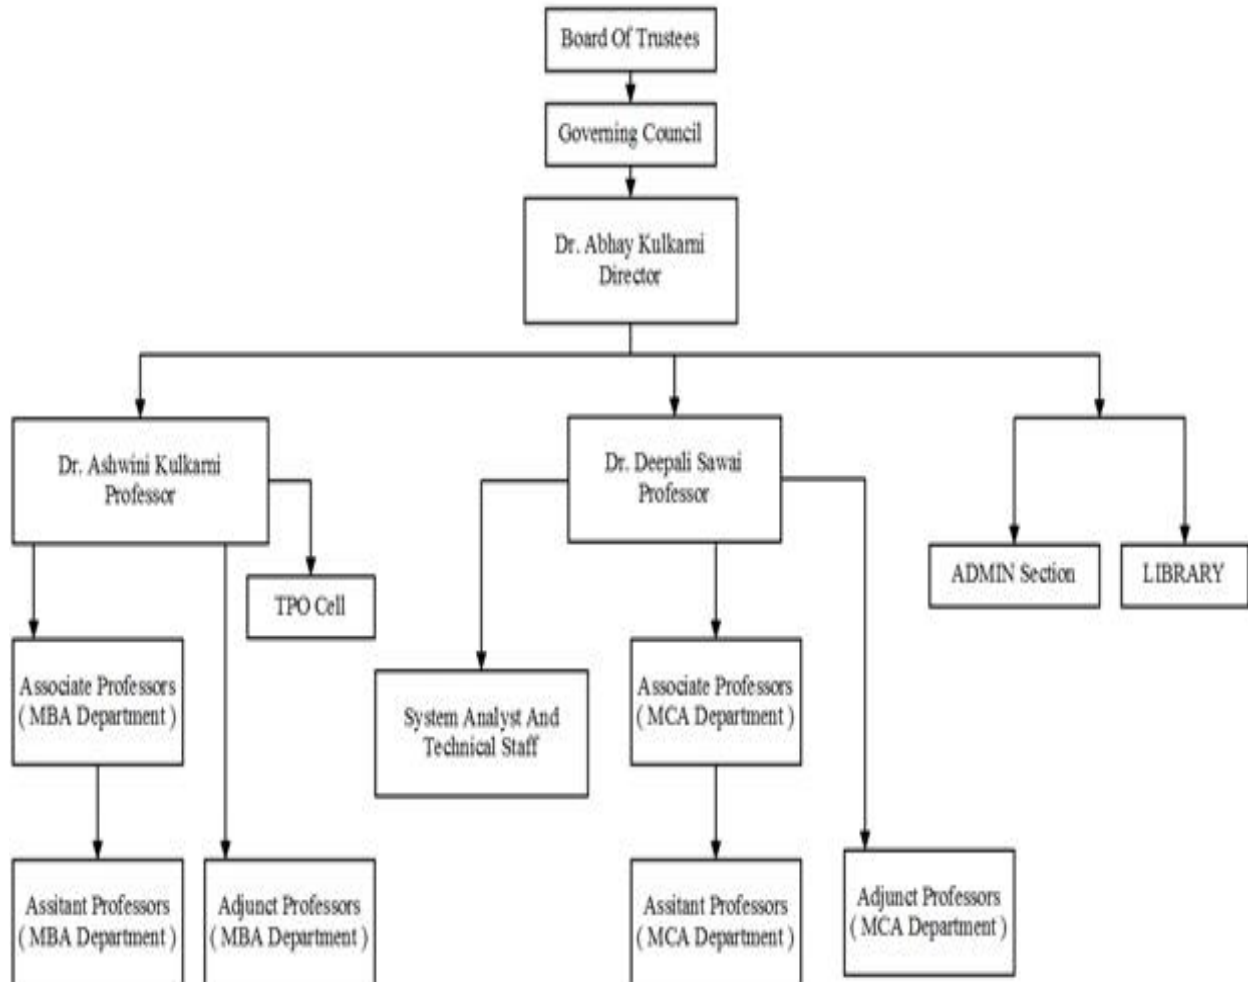 Board Of Trustees
Governing Council
Dr. Abhay Kulkarni
Director
Dr. Ashwini Kulkarni
Professor
Dr. Deepali Sawai
Professor
ADMIN Section
LIBRARY
TPO Cell
Associate Professors
( MBA Department )
System Analyst And
Technical Staff
Associate Professors
( MCA Department )
Assitant Professors
( MBA Department )
Adjunct Professors
( MBA Department )
Assitant Professors
( MCA Department )
Adjunct Professors
( MCA Department )